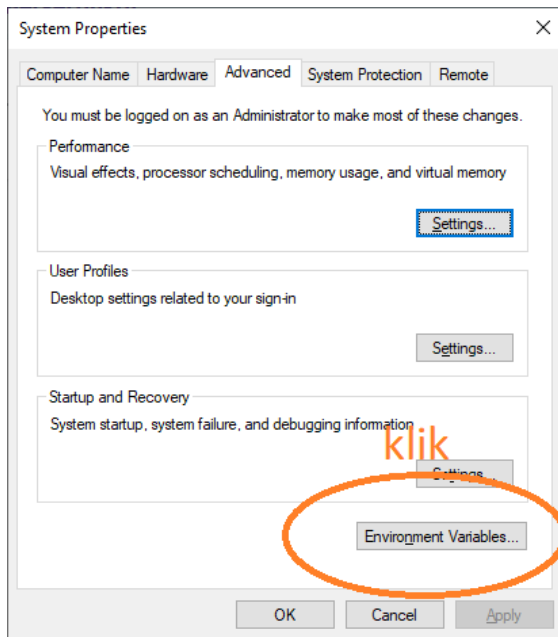 System Properties
Computer Name Hardware Advanced System Protection Remote
You must be logged on as an Administrator to make most of these changes.
Performance
Visual effects, processor scheduling, memory usage, and virtual memory
Settings...
User Profiles
Desktop settings related to your sign-in
Settings...
Startup and Recovery
System startup, system failure, and debugging information
klik
Settings...
Environment Variables...
OK Cancel Apply